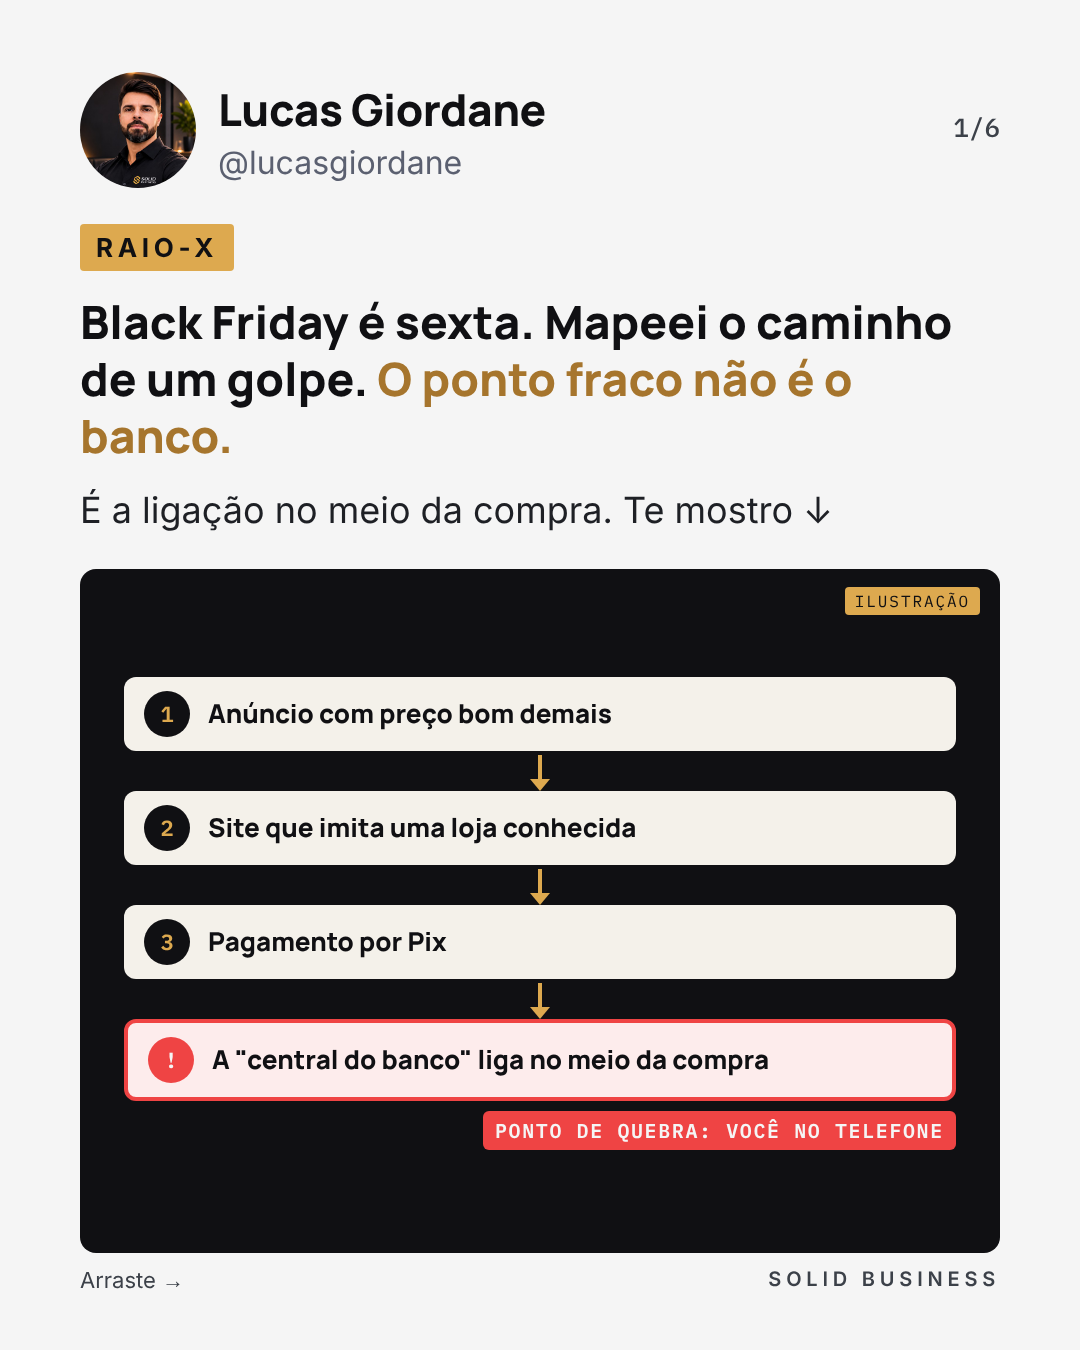 Lucas Giordane
@lucasgiordane
1/6
RAIO-X
Black Friday é sexta. Mapeei o caminho
de um golpe. O ponto fraco não é o
banco.
É a ligação no meio da compra. Te mostro ↓
ILUSTRAÇÃO
1 Anúncio com preço bom demais
2 Site que imita uma loja conhecida
3 Pagamento por Pix
! A "central do banco" liga no meio da compra
PONTO DE QUEBRA: VOCÊ NO TELEFONE
Arraste →
SOLID BUSINESS